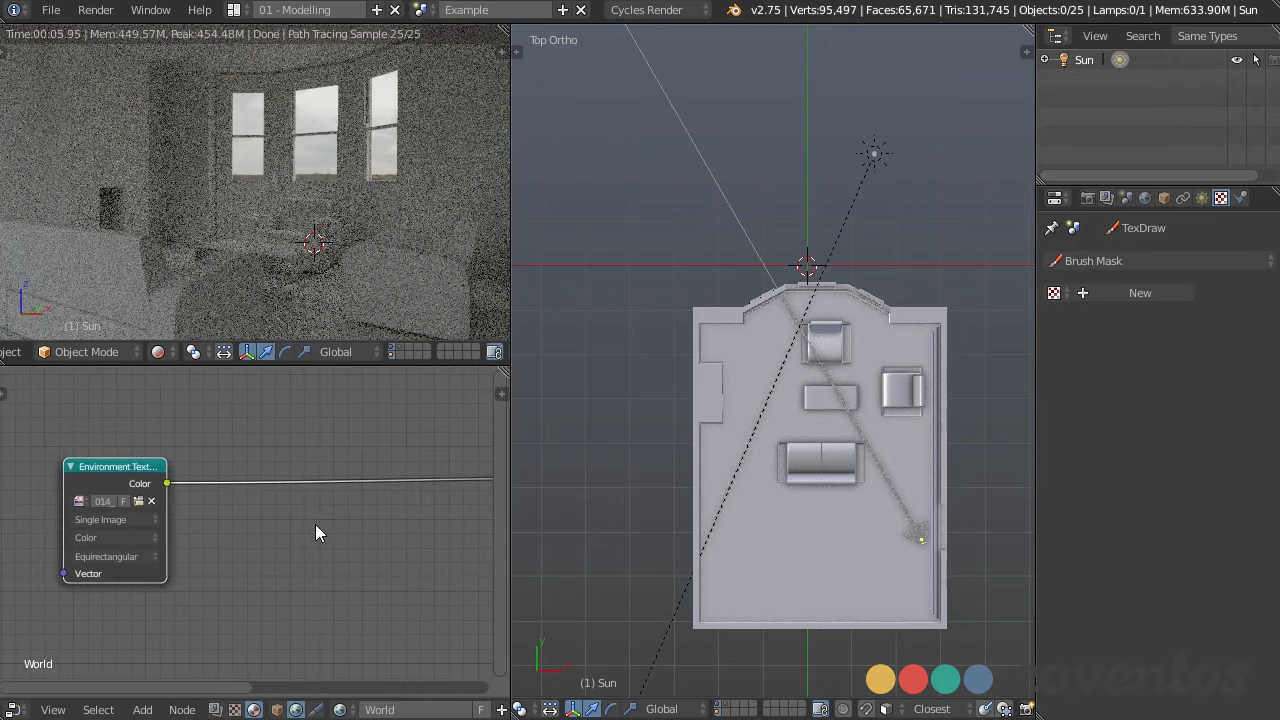 File Render Window Help 01 - Modelling Example Cycles Render v2.75 | Verts:95,497 | Faces:65,671 | Tris:131,745 | Objects:0/25 | Lamps:0/1 | Mem:633.90M | Sun
Time:00:05.95 | Mem:449.57M, Peak:454.48M | Done | Path Tracing Sample 25/25
Top Ortho
View Search Same Types
Sun
TexDraw
Brush Mask
New
z
x
(1) Sun
ject Object Mode Global
Environment Text...
Color
014_ F
Single Image
Color
Equirectangular
Vector
World
y
(1) Sun
View Select Add Node World F
Global Closest